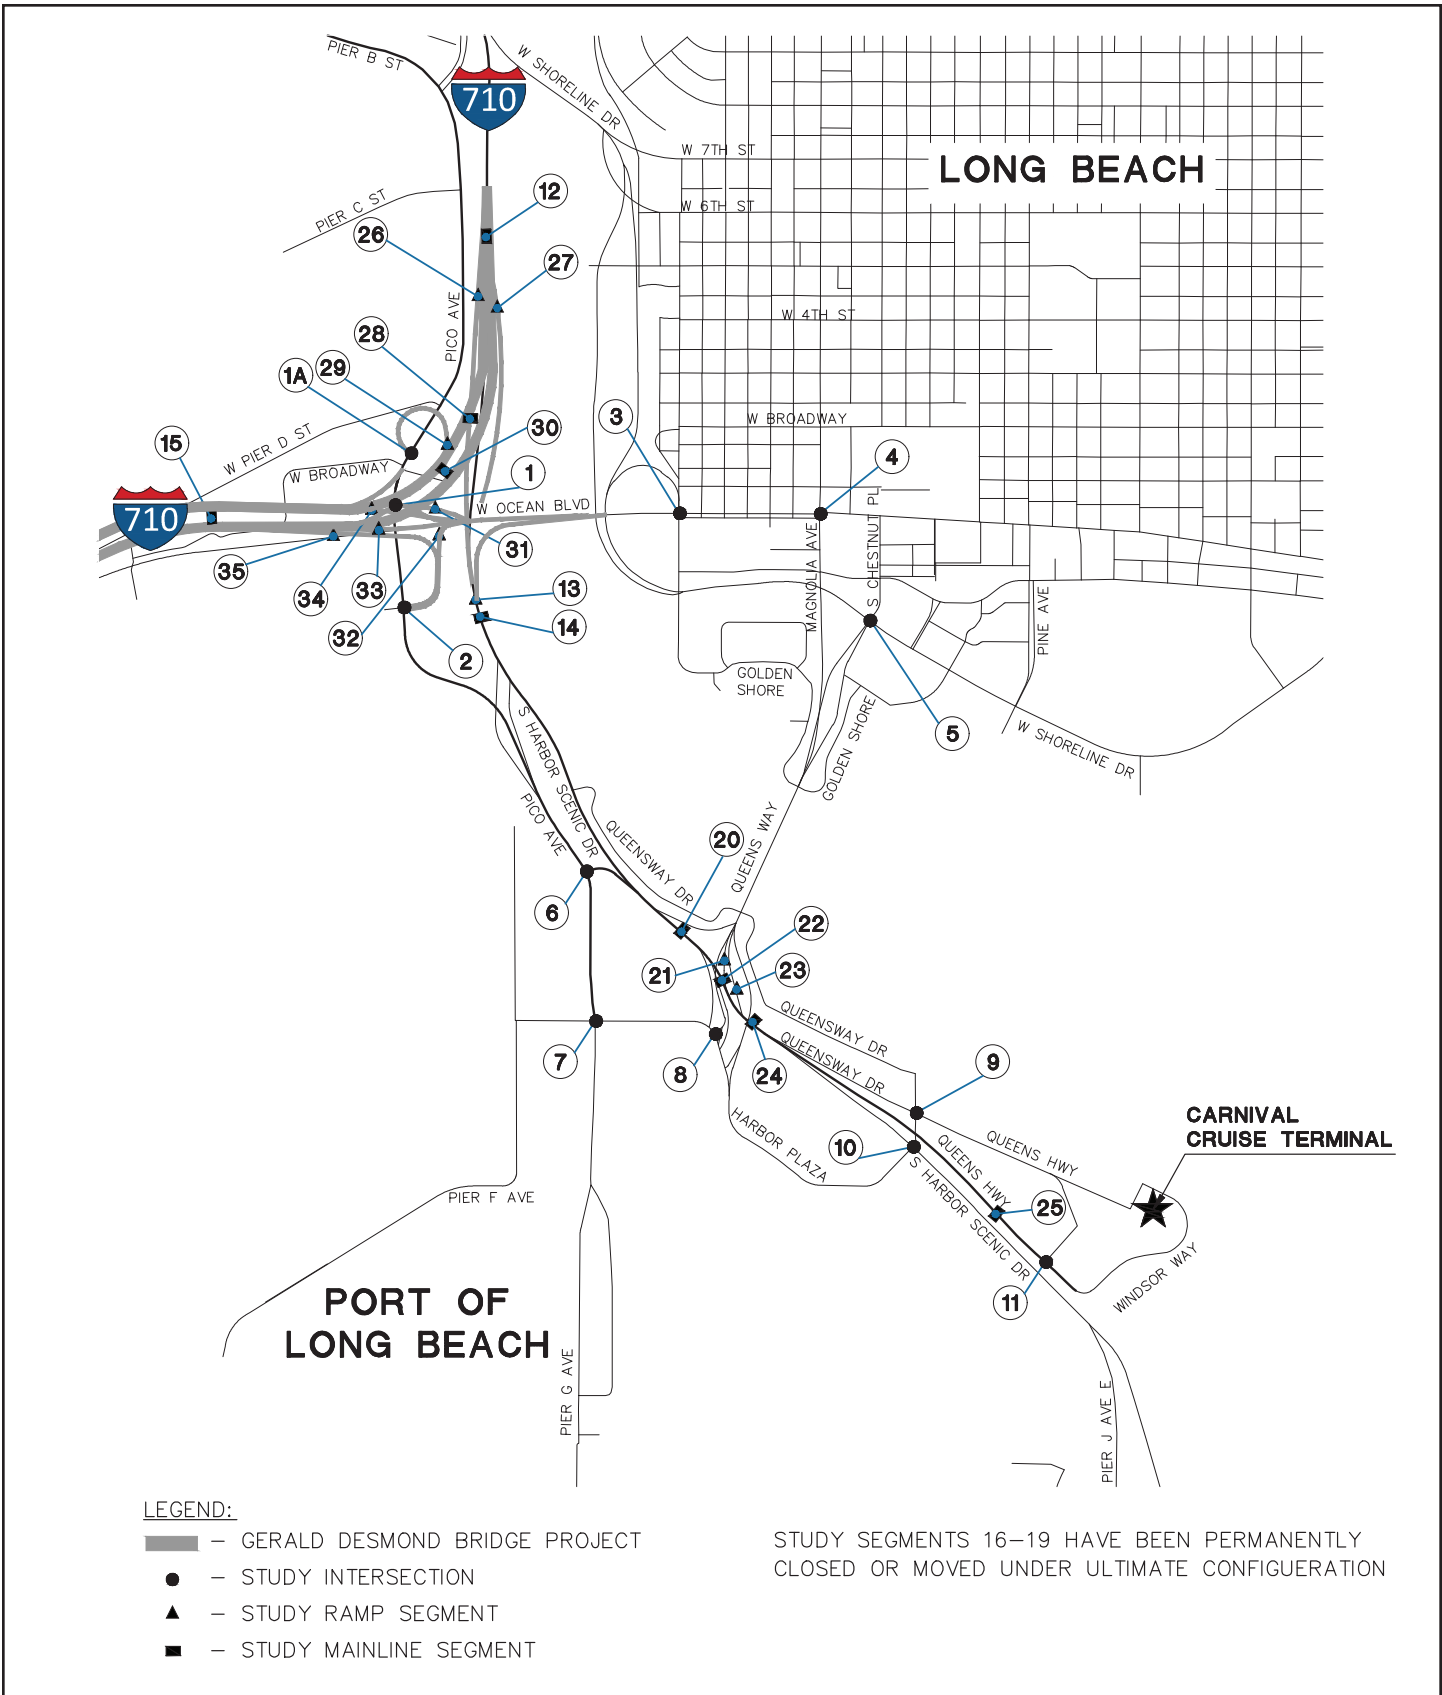 PIER B ST
710
W SHORELINE DR
W 7TH ST
LONG BEACH
12
PIER C ST
W 6TH ST
26
27
PICO AVE
W 4TH ST
28
29
1A
3
W BROADWAY
30
15
W PIER D ST
4
W BROADWAY
1
710
W OCEAN BLVD
S CHESTNUT PL
MAGNOLIA AVE
31
35
34
33
13
PINE AVE
32
14
2
GOLDEN
SHORE
GOLDEN SHORE
5
W SHORELINE DR
S HARBOR SCENIC DR
PICO AVE
QUEENSWAY DR
QUEENS WAY
20
6
22
21
23
QUEENSWAY DR
QUEENSWAY DR
7
8
24
9
HARBOR PLAZA
10
QUEENS HWY
QUEENS HWY
CARNIVAL
CRUISE TERMINAL
PIER F AVE
25
S HARBOR SCENIC DR
WINDSOR WAY
11
PORT OF
LONG BEACH
PIER G AVE
PIER J AVE E
LEGEND:
– GERALD DESMOND BRIDGE PROJECT
– STUDY INTERSECTION
– STUDY RAMP SEGMENT
– STUDY MAINLINE SEGMENT
STUDY SEGMENTS 16–19 HAVE BEEN PERMANENTLY
CLOSED OR MOVED UNDER ULTIMATE CONFIGUERATION